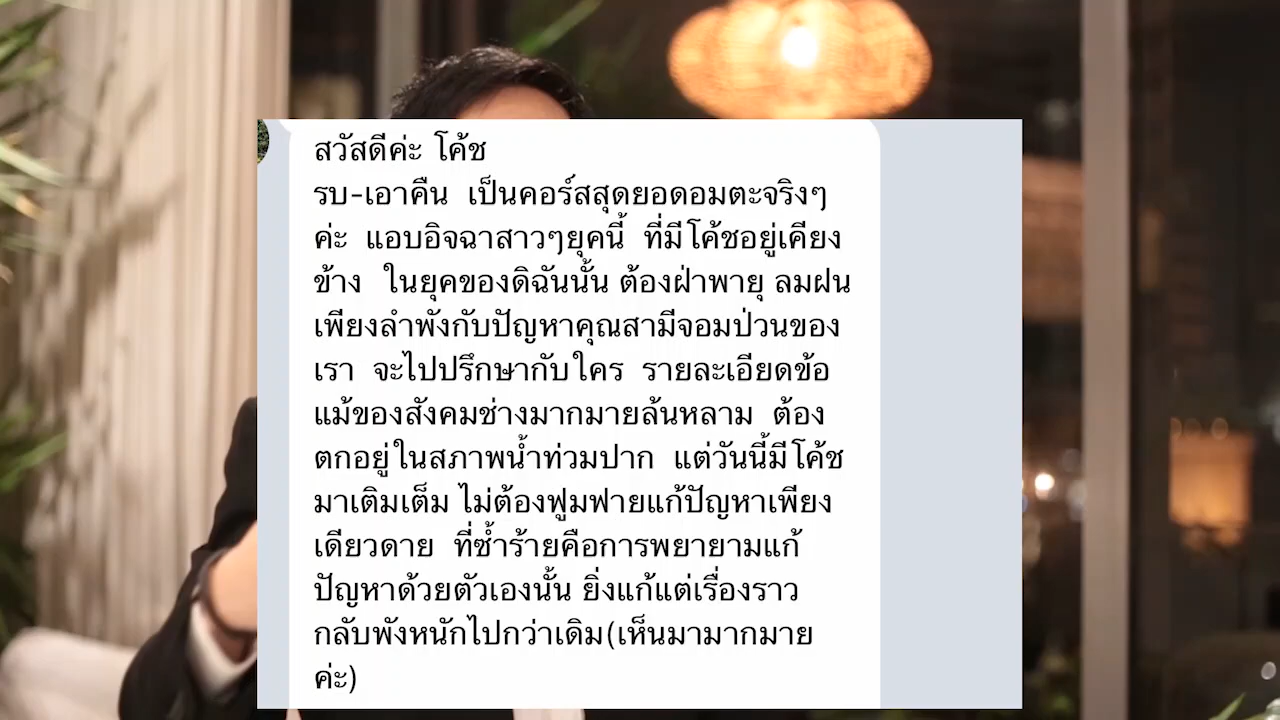 สวัสดีค่ะ โค้ช
รบ-เอาคืน  เป็นคอร์สสุดยอดอมตะจริงๆ
ค่ะ  แอบอิจฉาสาวๆยุคนี้  ที่มีโค้ชอยู่เคียง
ข้าง  ในยุคของดิฉันนั้น ต้องฝ่าพายุ ลมฝน
เพียงลำพังกับปัญหาคุณสามีจอมป่วนของ
เรา  จะไปปรึกษากับใคร  รายละเอียดข้อ
แม้ของสังคมช่างมากมายล้นหลาม  ต้อง
ตกอยู่ในสภาพน้ำท่วมปาก  แต่วันนี้มีโค้ช
มาเติมเต็ม ไม่ต้องฟูมฟายแก้ปัญหาเพียง
เดียวดาย  ที่ซ้ำร้ายคือการพยายามแก้
ปัญหาด้วยตัวเองนั้น ยิ่งแก้แต่เรื่องราว
กลับพังหนักไปกว่าเดิม(เห็นมามากมาย
ค่ะ)